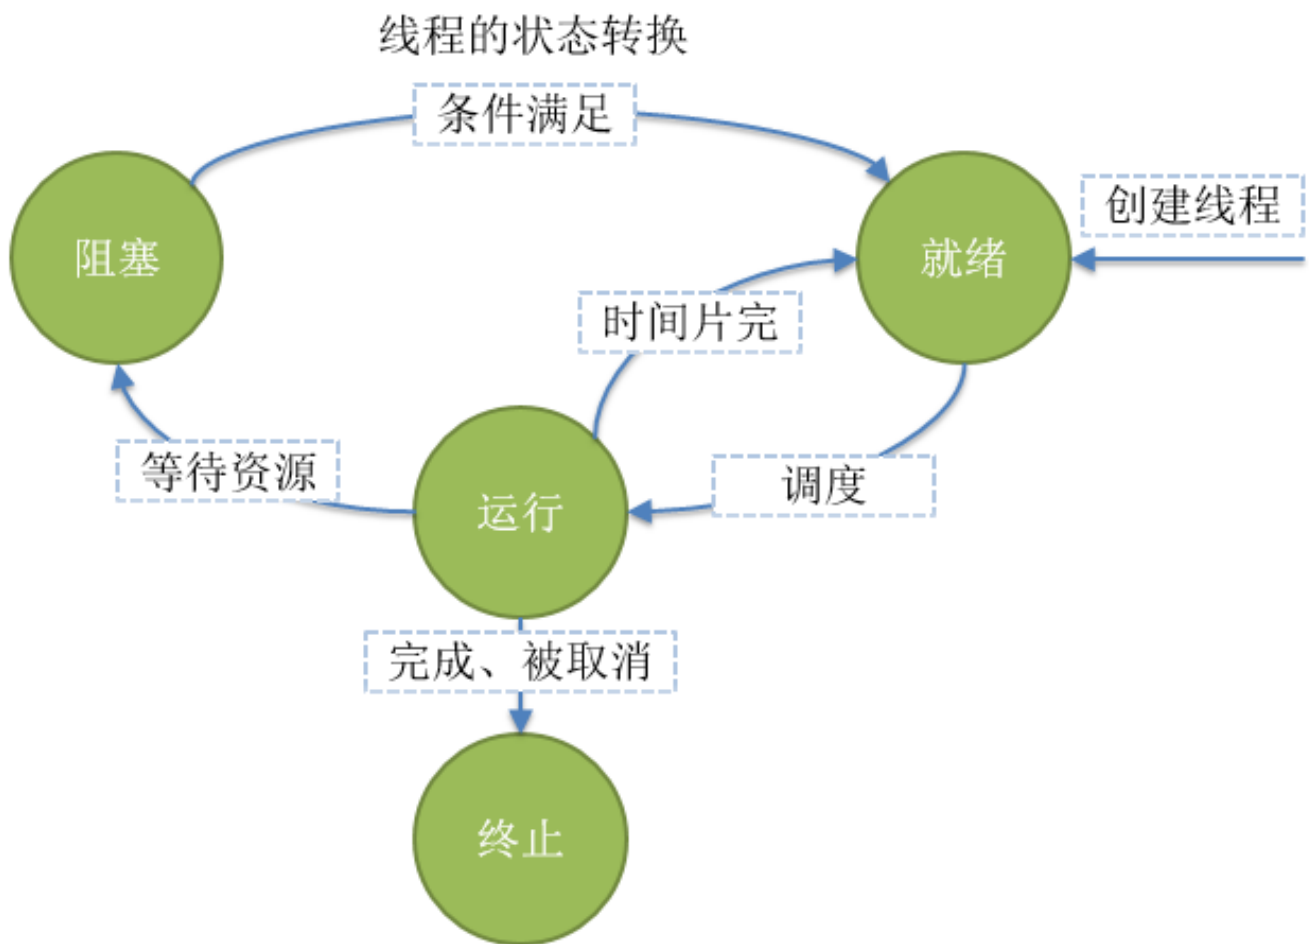 线程的状态转换
条件满足
创建线程
阻塞
就绪
时间片完
等待资源
调度
运行
完成、被取消
终止